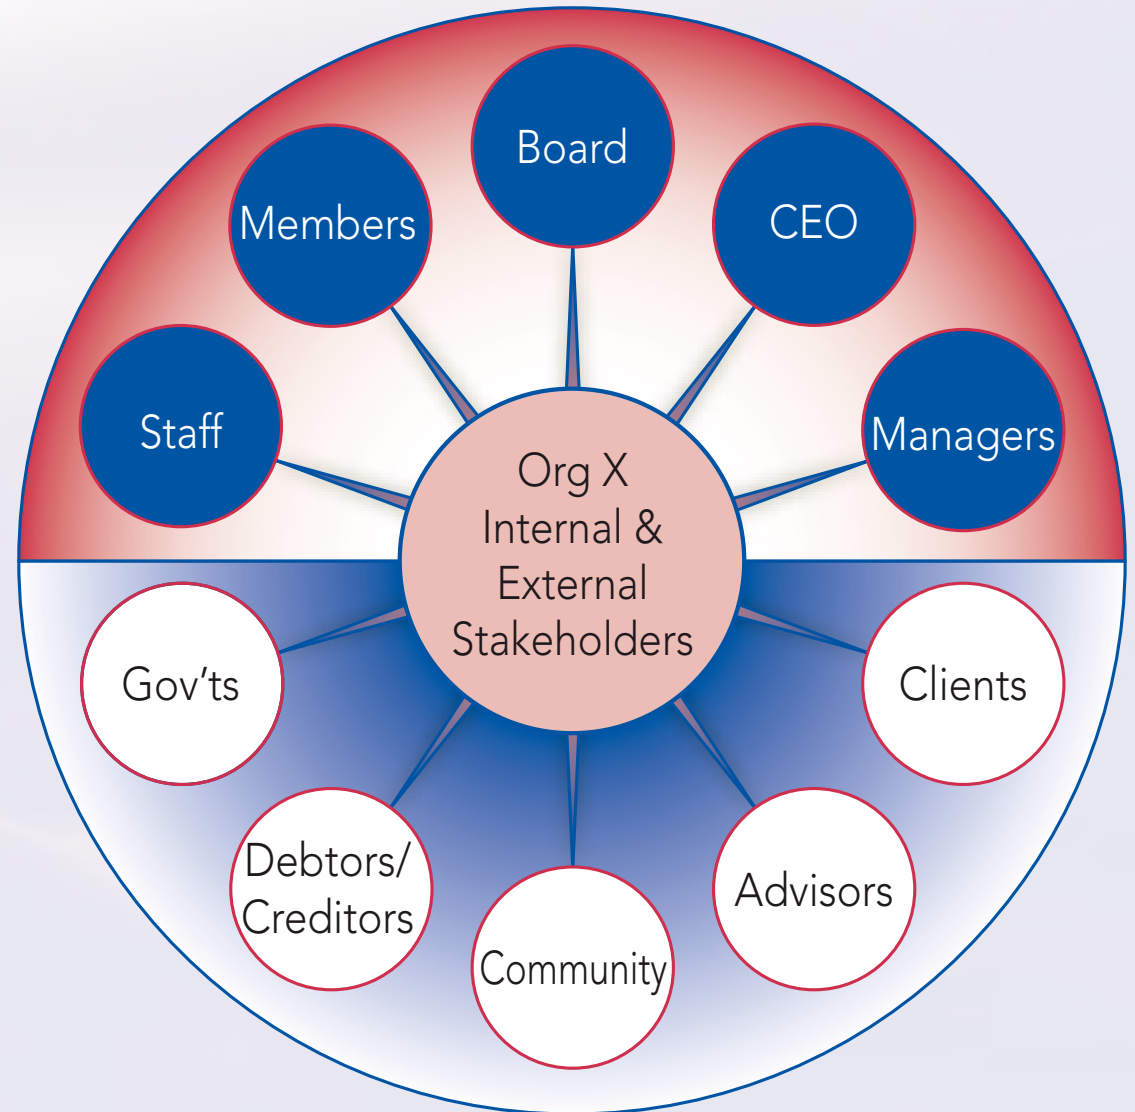 Board
Members
CEO
Staff
Managers
Org X
Internal &
External
Stakeholders
Gov'ts
Clients
Debtors/
Creditors
Advisors
Community